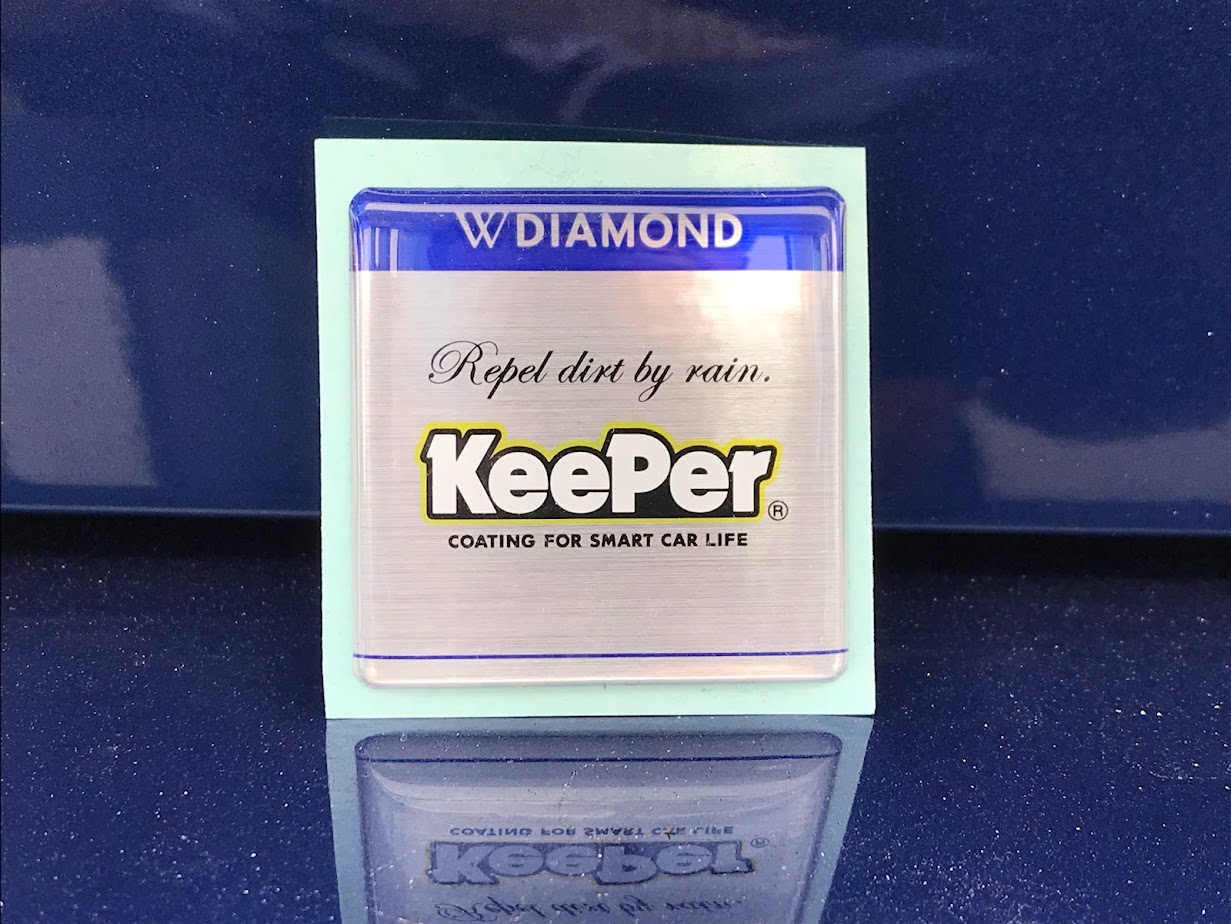 W DIAMOND
Repel dirt by rain.
KeePer®
COATING FOR SMART CAR LIFE